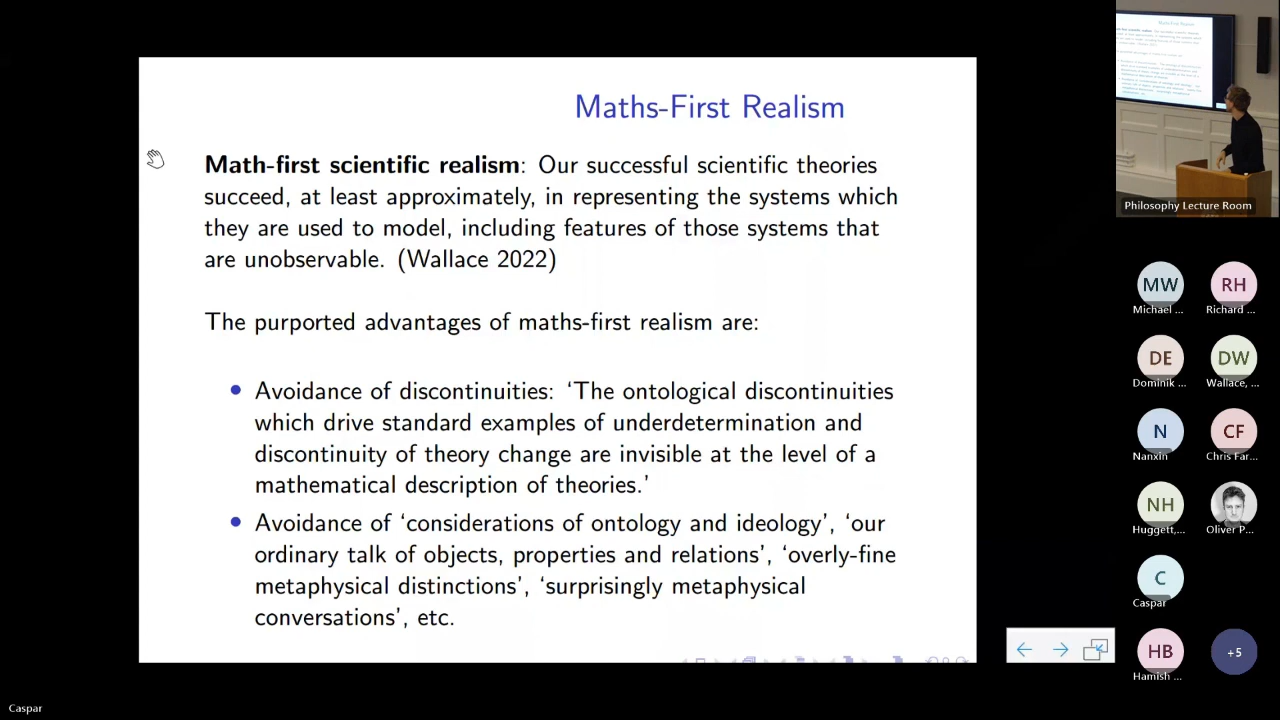 Maths-First Realism
Math-first scientific realism: Our successful scientific theories
succeed, at least approximately, in representing the systems which
they are used to model, including features of those systems that
are unobservable. (Wallace 2022)
The purported advantages of maths-first realism are:
• Avoidance of discontinuities: ‘The ontological discontinuities
which drive standard examples of underdetermination and
discontinuity of theory change are invisible at the level of a
mathematical description of theories.’
• Avoidance of ‘considerations of ontology and ideology’, ‘our
ordinary talk of objects, properties and relations’, ‘overly-fine
metaphysical distinctions’, ‘surprisingly metaphysical
conversations’, etc.
Philosophy Lecture Room
MW
Michael ...
RH
Richard ...
DE
Dominik ...
DW
Wallace, ...
N
Nanxin
CF
Chris Far...
NH
Huggett,...
Oliver P...
C
Caspar
HB
Hamish ...
+5
Caspar